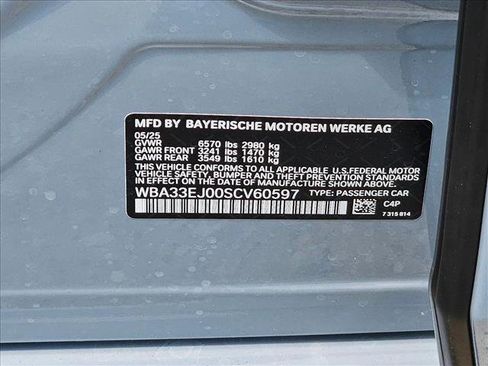 MFD BY BAYERISCHE MOTOREN WERKE AG
05/25
GVWR 6570 lbs 2980 kg
GAWR FRONT 3241 lbs 1470 kg
GAWR REAR 3549 lbs 1610 kg
THIS VEHICLE CONFORMS TO ALL APPLICABLE U.S.FEDERAL MOTOR
VEHICLE SAFETY, BUMPER AND THEFT PREVENTION STANDARDS
IN EFFECT ON THE DATE OF MANUFACTURE SHOWN ABOVE.
WBA33EJ00SCV60597 TYPE: PASSENGER CAR
C4P
7 315 814